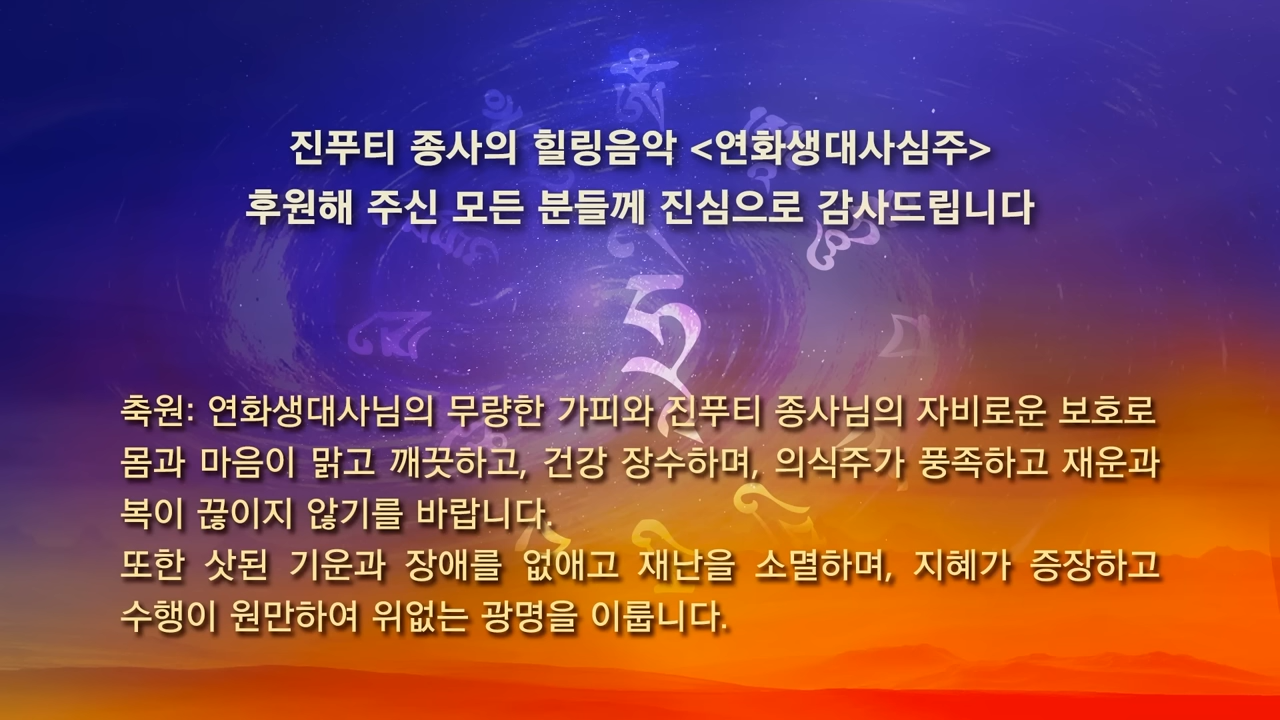 진푸티 종사의 힐링음악 <연화생대사심주>
후원해 주신 모든 분들께 진심으로 감사드립니다
축원: 연화생대사님의 무량한 가피와 진푸티 종사님의 자비로운 보호로
몸과 마음이 맑고 깨끗하고, 건강 장수하며, 의식주가 풍족하고 재운과
복이 끊이지 않기를 바랍니다.
또한 삿된 기운과 장애를 없애고 재난을 소멸하며, 지혜가 증장하고
수행이 원만하여 위없는 광명을 이룹니다.